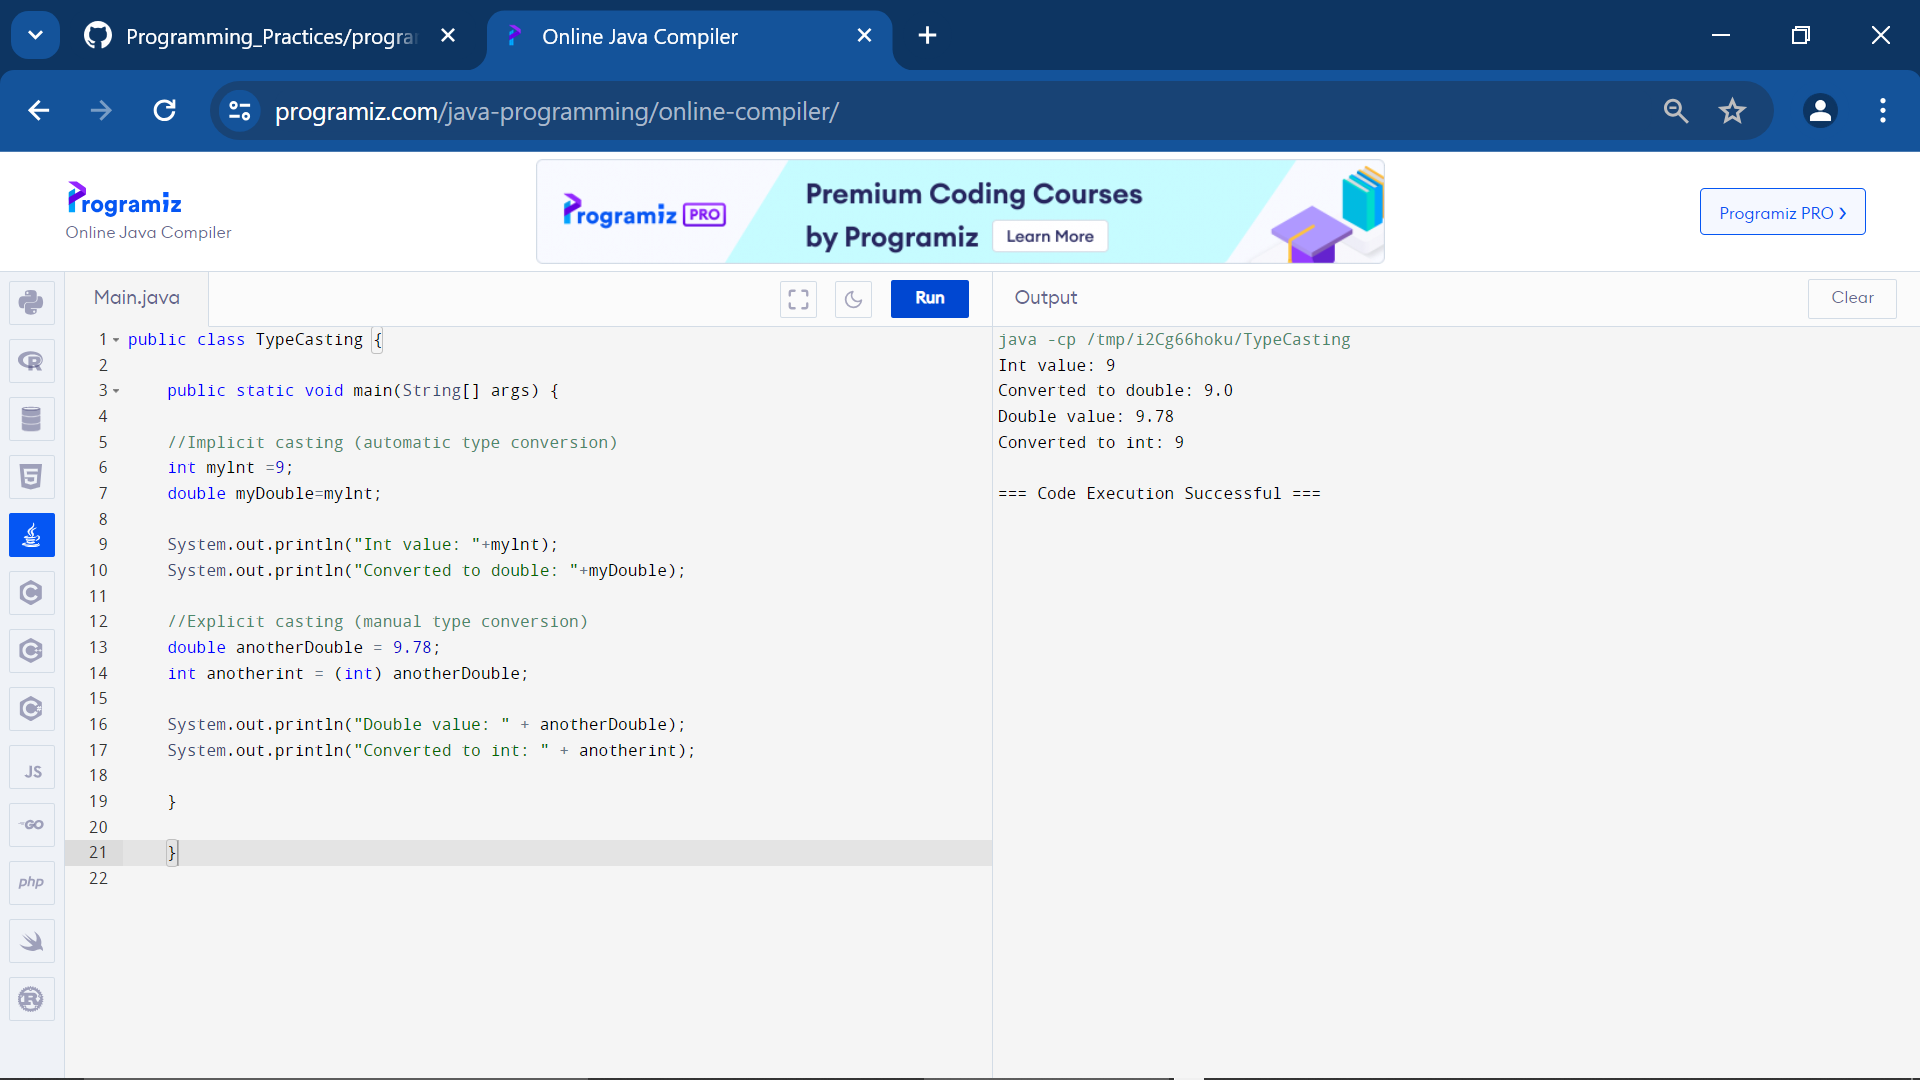 Programming_Practices/progra
Online Java Compiler
programiz.com/java-programming/online-compiler/
Programiz
Online Java Compiler
Programiz PRO
Premium Coding Courses
by Programiz
Learn More
Programiz PRO ›
Main.java
Run
Output
Clear
1 public class TypeCasting {
2
3 public static void main(String[] args) {
4
5 //Implicit casting (automatic type conversion)
6 int mylnt =9;
7 double myDouble=mylnt;
8
9 System.out.println("Int value: "+mylnt);
10 System.out.println("Converted to double: "+myDouble);
11
12 //Explicit casting (manual type conversion)
13 double anotherDouble = 9.78;
14 int anotherint = (int) anotherDouble;
15
16 System.out.println("Double value: " + anotherDouble);
17 System.out.println("Converted to int: " + anotherint);
18
19 }
20
21 }
22
java -cp /tmp/i2Cg66hoku/TypeCasting
Int value: 9
Converted to double: 9.0
Double value: 9.78
Converted to int: 9
=== Code Execution Successful ===
R
5
C
C
C
JS
GO
php
R